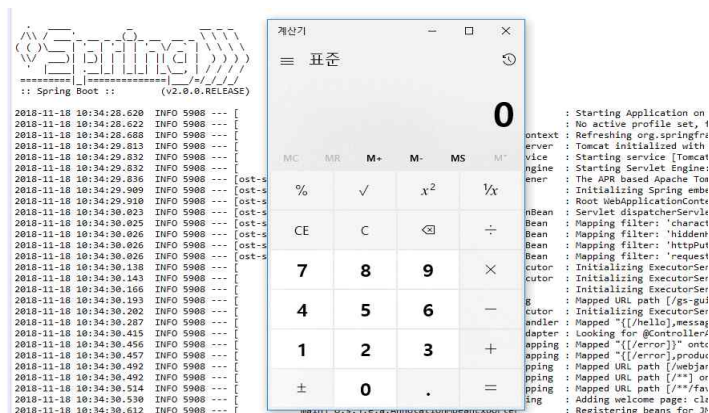 계산기
표준
0
MC MR M+ M- MS M˅
% √ x² ¹/x
CE C ÷
7 8 9 ×
4 5 6 −
1 2 3 +
± 0 . =
:: Spring Boot :: (v2.0.0.RELEASE)
2018-11-18 10:34:28.620 INFO 5908 --- [ : Starting Application on
2018-11-18 10:34:28.622 INFO 5908 --- [ : No active profile set, f
2018-11-18 10:34:28.688 INFO 5908 --- [ ontext : Refreshing org.springfra
2018-11-18 10:34:29.813 INFO 5908 --- [ erver : Tomcat initialized with
2018-11-18 10:34:29.832 INFO 5908 --- [ vice : Starting service [Tomcat
2018-11-18 10:34:29.832 INFO 5908 --- [ ngine : Starting Servlet Engine:
2018-11-18 10:34:29.836 INFO 5908 --- [ost-s ener : The APR based Apache Tom
2018-11-18 10:34:29.909 INFO 5908 --- [ost-s : Initializing Spring embe
2018-11-18 10:34:29.910 INFO 5908 --- [ost-s : Root WebApplicationConte
2018-11-18 10:34:30.023 INFO 5908 --- [ost-s nBean : Servlet dispatcherServle
2018-11-18 10:34:30.025 INFO 5908 --- [ost-s Bean : Mapping filter: 'charact
2018-11-18 10:34:30.026 INFO 5908 --- [ost-s Bean : Mapping filter: 'hiddenH
2018-11-18 10:34:30.026 INFO 5908 --- [ost-s Bean : Mapping filter: 'httpPut
2018-11-18 10:34:30.026 INFO 5908 --- [ost-s Bean : Mapping filter: 'request
2018-11-18 10:34:30.138 INFO 5908 --- [ cutor : Initializing ExecutorSer
2018-11-18 10:34:30.143 INFO 5908 --- [ cutor : Initializing ExecutorSer
2018-11-18 10:34:30.166 INFO 5908 --- [ : Initializing ExecutorSer
2018-11-18 10:34:30.193 INFO 5908 --- [ g : Mapped URL path [/gs-gui
2018-11-18 10:34:30.202 INFO 5908 --- [ cutor : Initializing ExecutorSer
2018-11-18 10:34:30.287 INFO 5908 --- [ andler : Mapped "{[/hello],messag
2018-11-18 10:34:30.415 INFO 5908 --- [ dapter : Looking for @ControllerA
2018-11-18 10:34:30.456 INFO 5908 --- [ apping : Mapped "{[/error]}" onto
2018-11-18 10:34:30.457 INFO 5908 --- [ apping : Mapped "{[/error],produc
2018-11-18 10:34:30.492 INFO 5908 --- [ pping : Mapped URL path [/webjar
2018-11-18 10:34:30.492 INFO 5908 --- [ pping : Mapped URL path [/**] on
2018-11-18 10:34:30.514 INFO 5908 --- [ pping : Mapped URL path [/**/fav
2018-11-18 10:34:30.530 INFO 5908 --- [ ing : Adding welcome page: cla
2018-11-18 10:34:30.612 INFO 5908 --- [ : Registering beans for JM